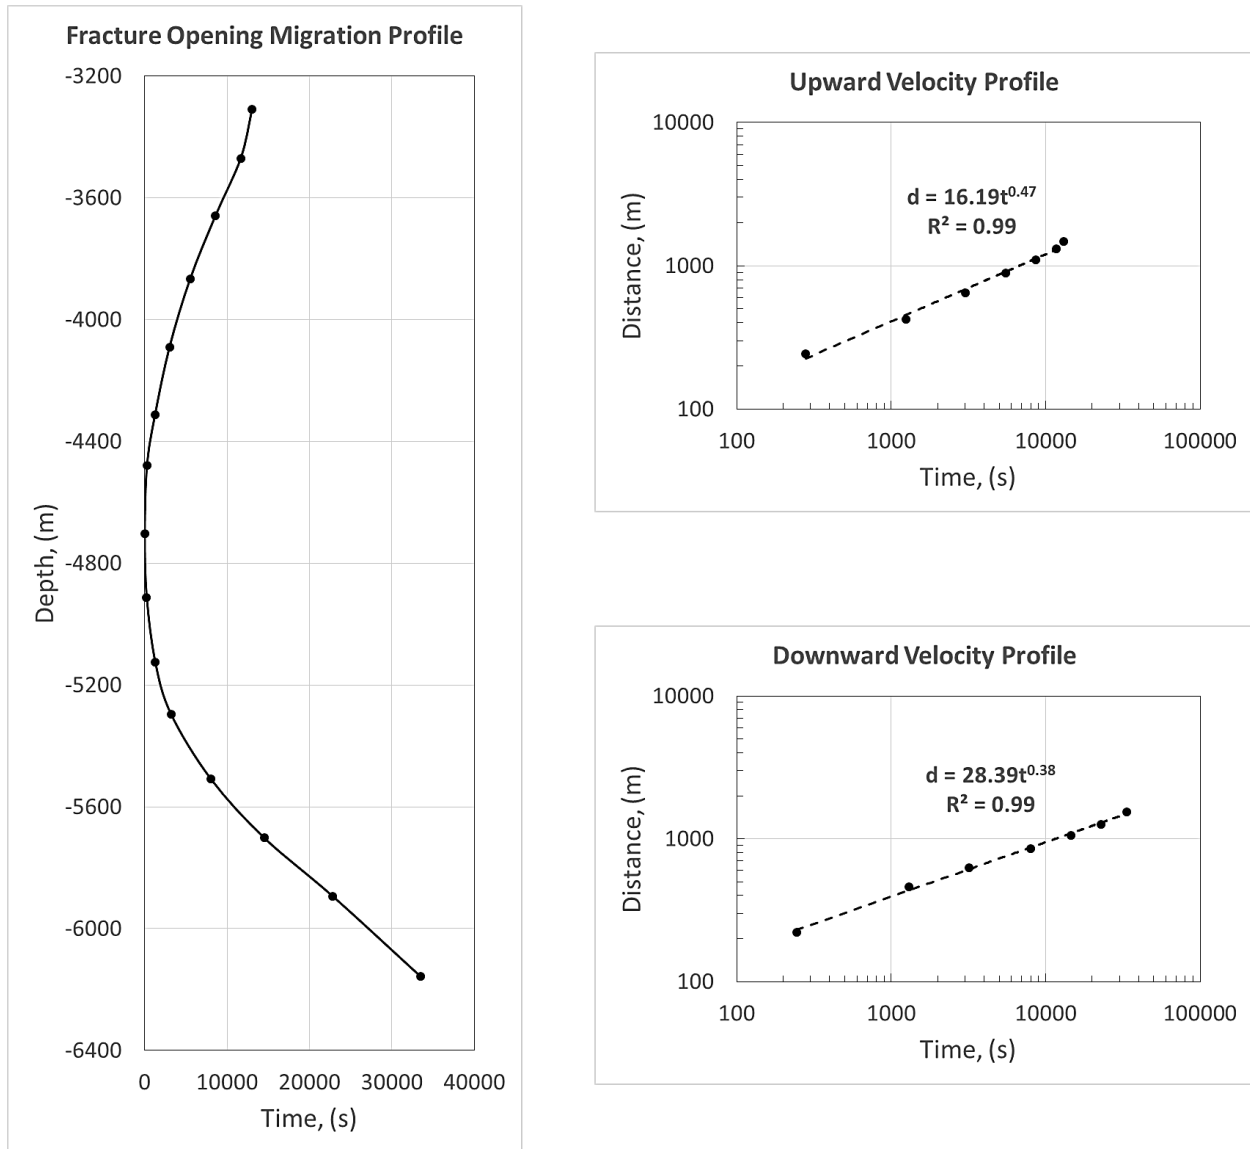 Fracture Opening Migration Profile
-3200
-3600
-4000
-4400
-4800
-5200
-5600
-6000
-6400
Depth, (m)
0 10000 20000 30000 40000
Time, (s)
Upward Velocity Profile
10000
1000
100
Distance, (m)
d = 16.19t^0.47
R² = 0.99
100 1000 10000 100000
Time, (s)
Downward Velocity Profile
10000
1000
100
Distance, (m)
d = 28.39t^0.38
R² = 0.99
100 1000 10000 100000
Time, (s)